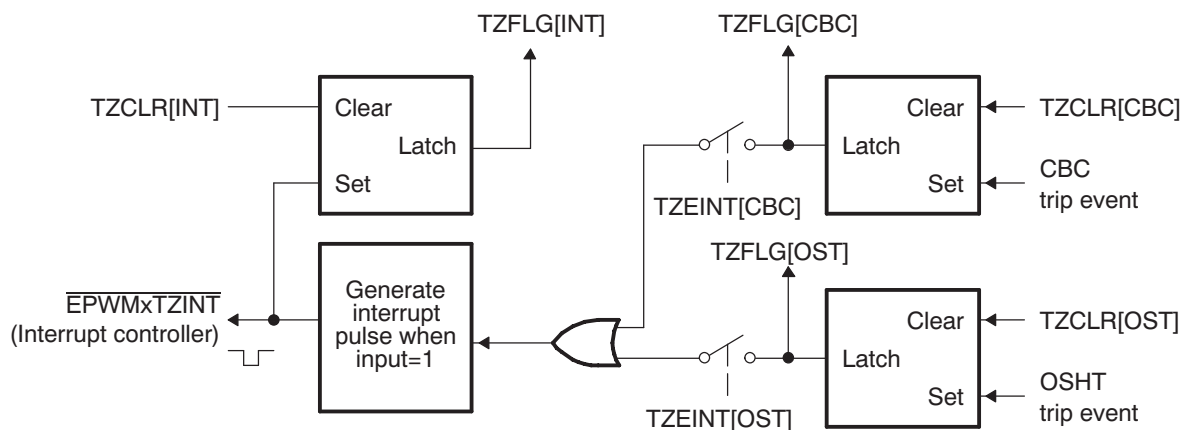 TZFLG[INT]
TZCLR[INT]
Clear
Latch
Set
EPWMxTZINT
(Interrupt controller)
Generate
interrupt
pulse when
input=1
TZFLG[CBC]
Clear
Latch
Set
TZCLR[CBC]
CBC
trip event
TZEINT[CBC]
TZFLG[OST]
Clear
Latch
Set
TZCLR[OST]
OSHT
trip event
TZEINT[OST]